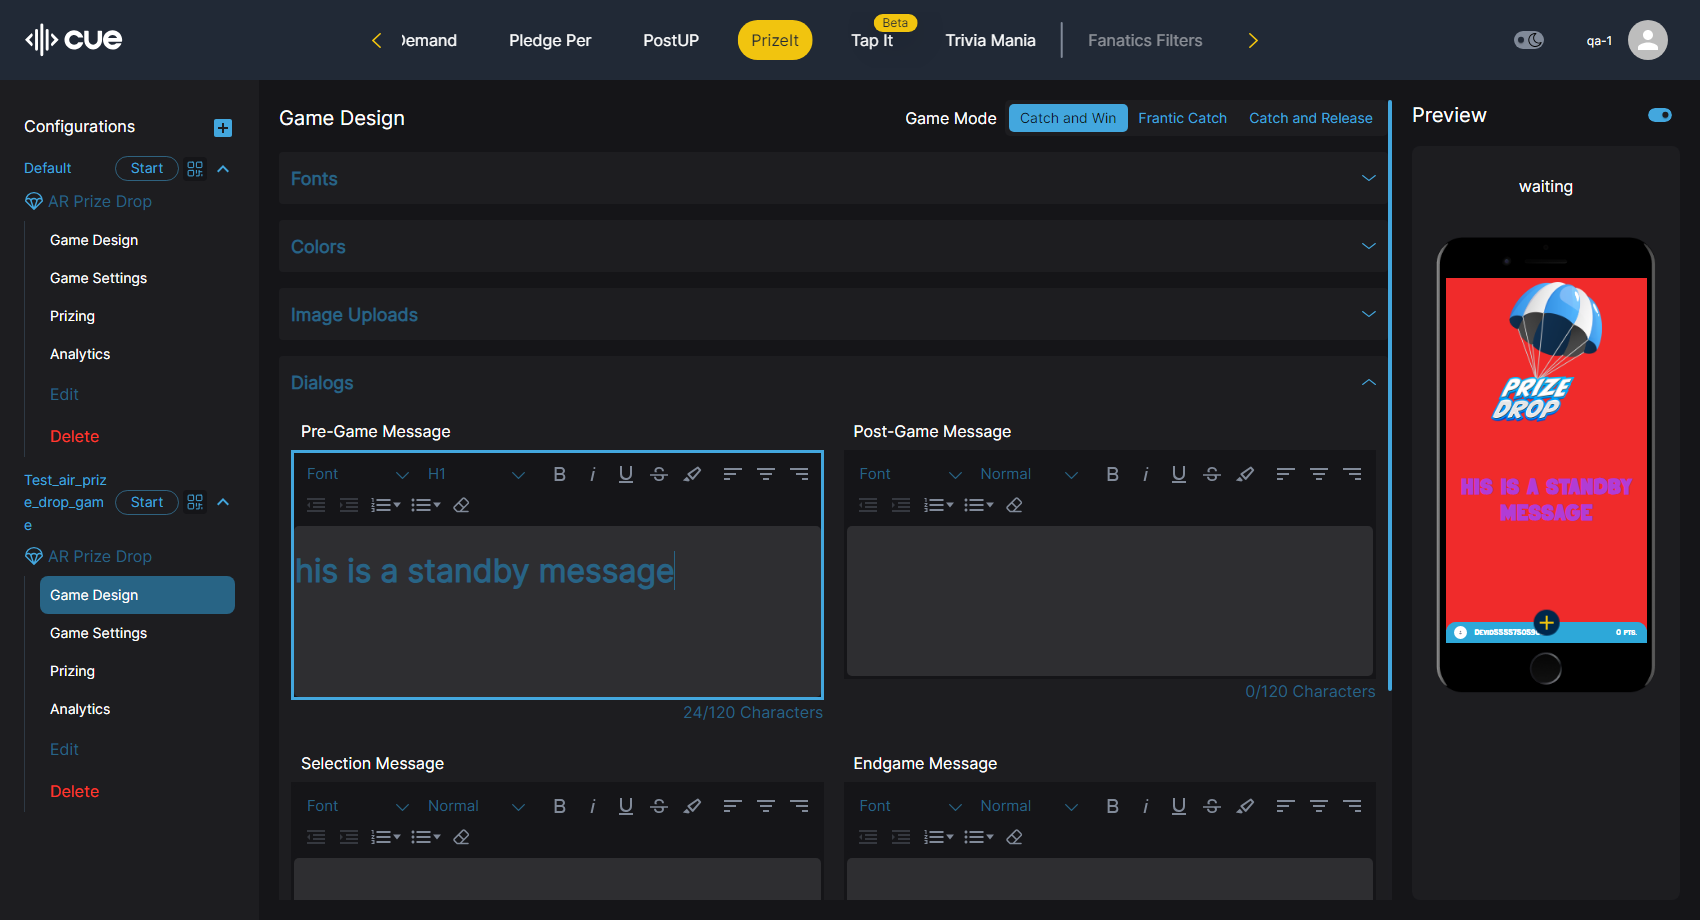 cue
Demand
Pledge Per
PostUP
PrizeIt
Beta
Tap It
Trivia Mania
Fanatics Filters
qa-1
Configurations
Default
Start
AR Prize Drop
Game Design
Game Settings
Prizing
Analytics
Edit
Delete
Test_air_priz
e_drop_gam
e
Start
AR Prize Drop
Game Design
Game Settings
Prizing
Analytics
Edit
Delete
Game Design
Game Mode
Catch and Win
Frantic Catch
Catch and Release
Fonts
Colors
Image Uploads
Dialogs
Pre-Game Message
Font
H1
his is a standby message
24/120 Characters
Post-Game Message
Font
Normal
0/120 Characters
Selection Message
Font
Normal
Endgame Message
Font
Normal
Preview
waiting
PRIZE
DROP
HIS IS A STANDBY
MESSAGE
0 PTS.